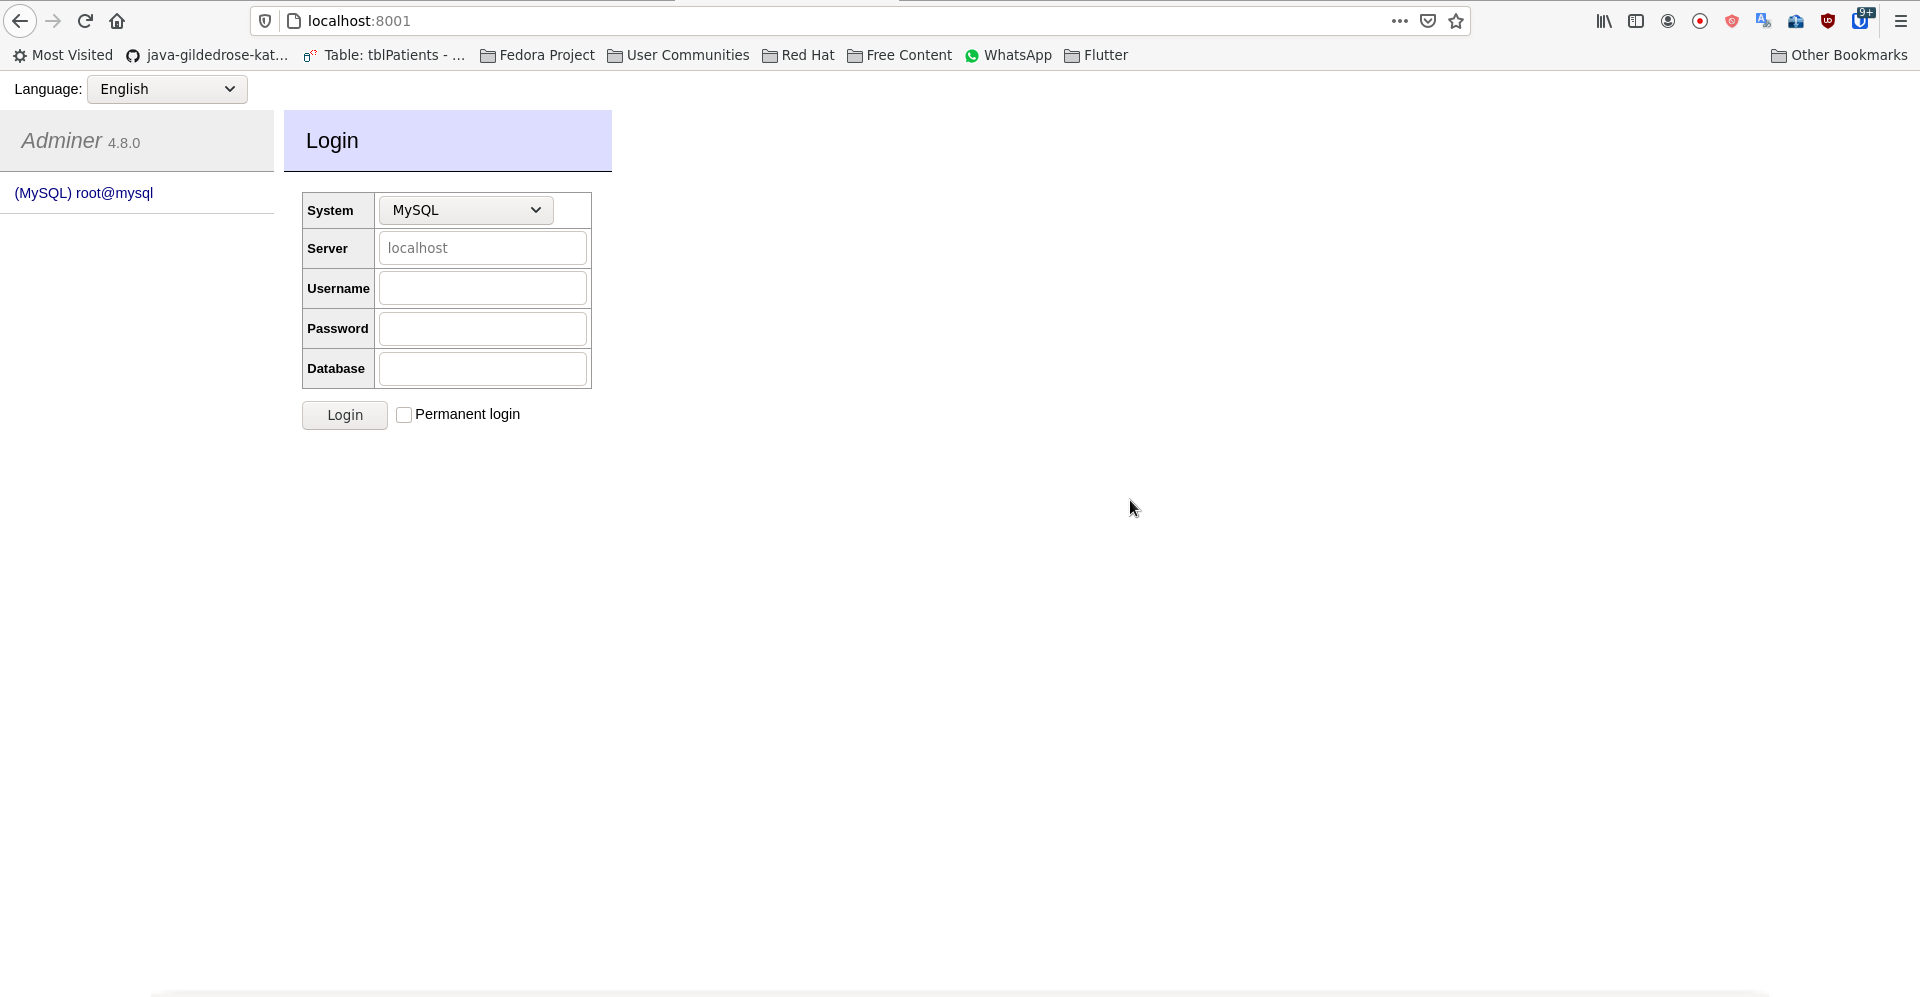 localhost:8001
9+
Most Visited java-gildedrose-kat... Table: tblPatients - ... Fedora Project User Communities Red Hat Free Content WhatsApp Flutter Other Bookmarks
Language: English
Adminer 4.8.0
Login
(MySQL) root@mysql
System MySQL
Server localhost
Username
Password
Database
Login Permanent login